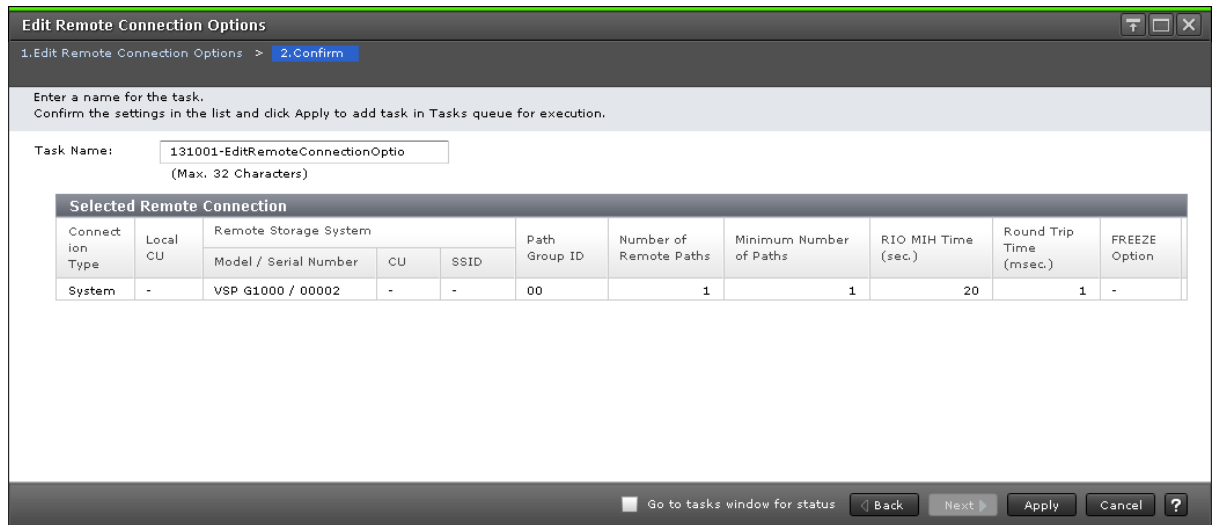 Edit Remote Connection Options
1.Edit Remote Connection Options > 2.Confirm
Enter a name for the task.
Confirm the settings in the list and click Apply to add task in Tasks queue for execution.
Task Name: 131001-EditRemoteConnectionOptio
(Max. 32 Characters)
Selected Remote Connection
Connect
ion
Type
Local
CU
Remote Storage System
Model / Serial Number CU SSID
Path
Group ID
Number of
Remote Paths
Minimum Number
of Paths
RIO MIH Time
(sec.)
Round Trip
Time
(msec.)
FREEZE
Option
System - VSP G1000 / 00002 - - 00 1 1 20 1 -
Go to tasks window for status Back Next Apply Cancel ?